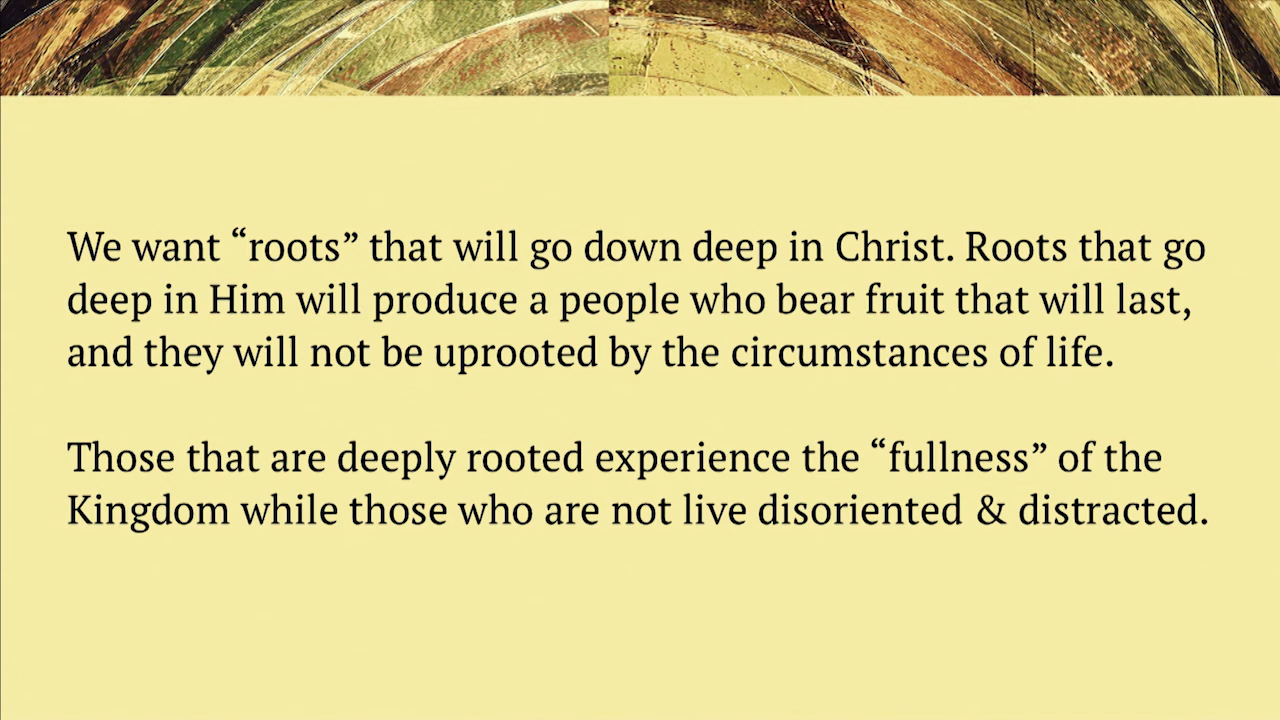 We want “roots” that will go down deep in Christ. Roots that go
deep in Him will produce a people who bear fruit that will last,
and they will not be uprooted by the circumstances of life.
Those that are deeply rooted experience the “fullness” of the
Kingdom while those who are not live disoriented & distracted.